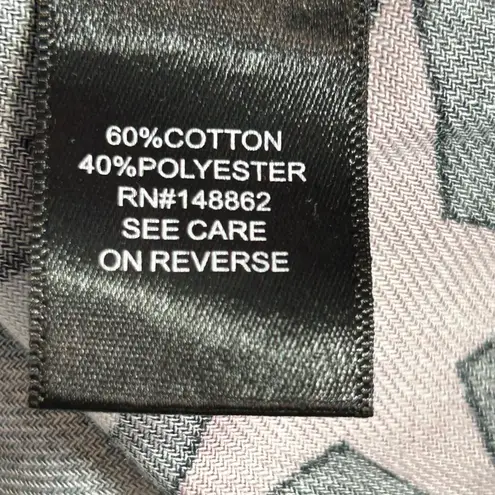 60%COTTON
40%POLYESTER
RN#148862
SEE CARE
ON REVERSE